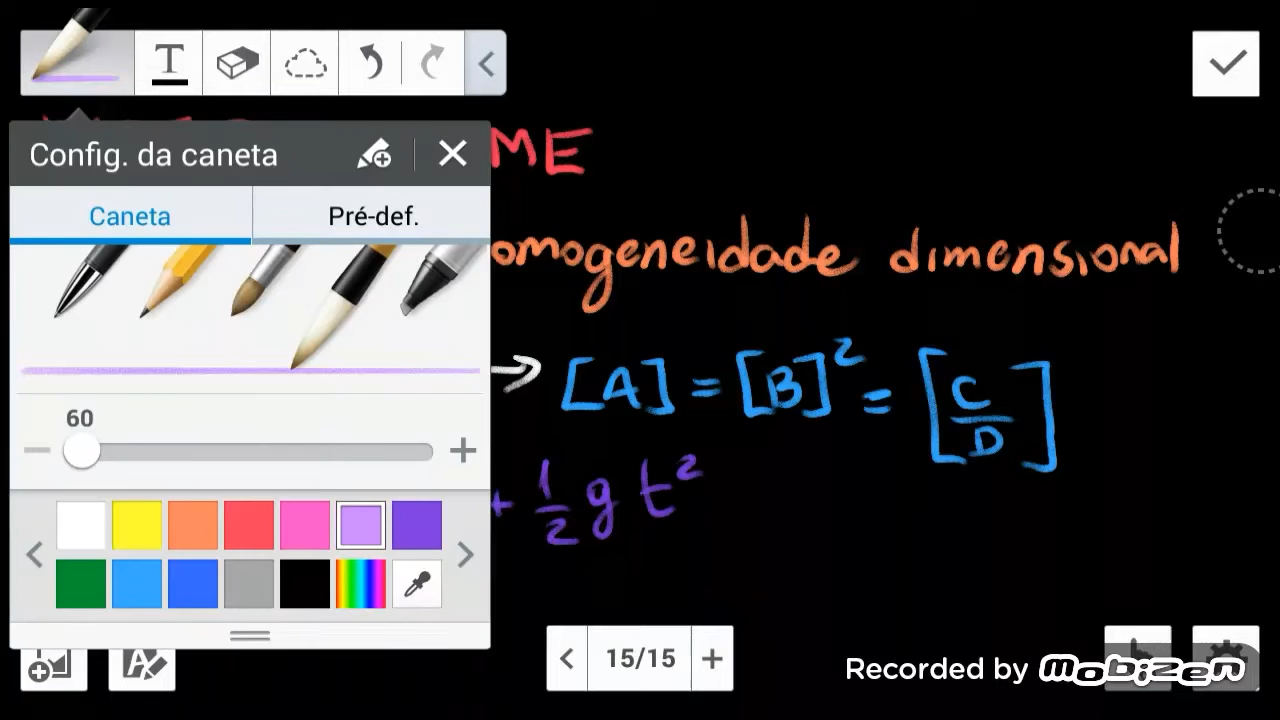 T
Config. da caneta
ME
Caneta
Pré-def.
omogeneidade dimensional
[A] = [B]² = [C/D]
60
+ 1/2 g t²
15/15
A
Recorded by mobizen